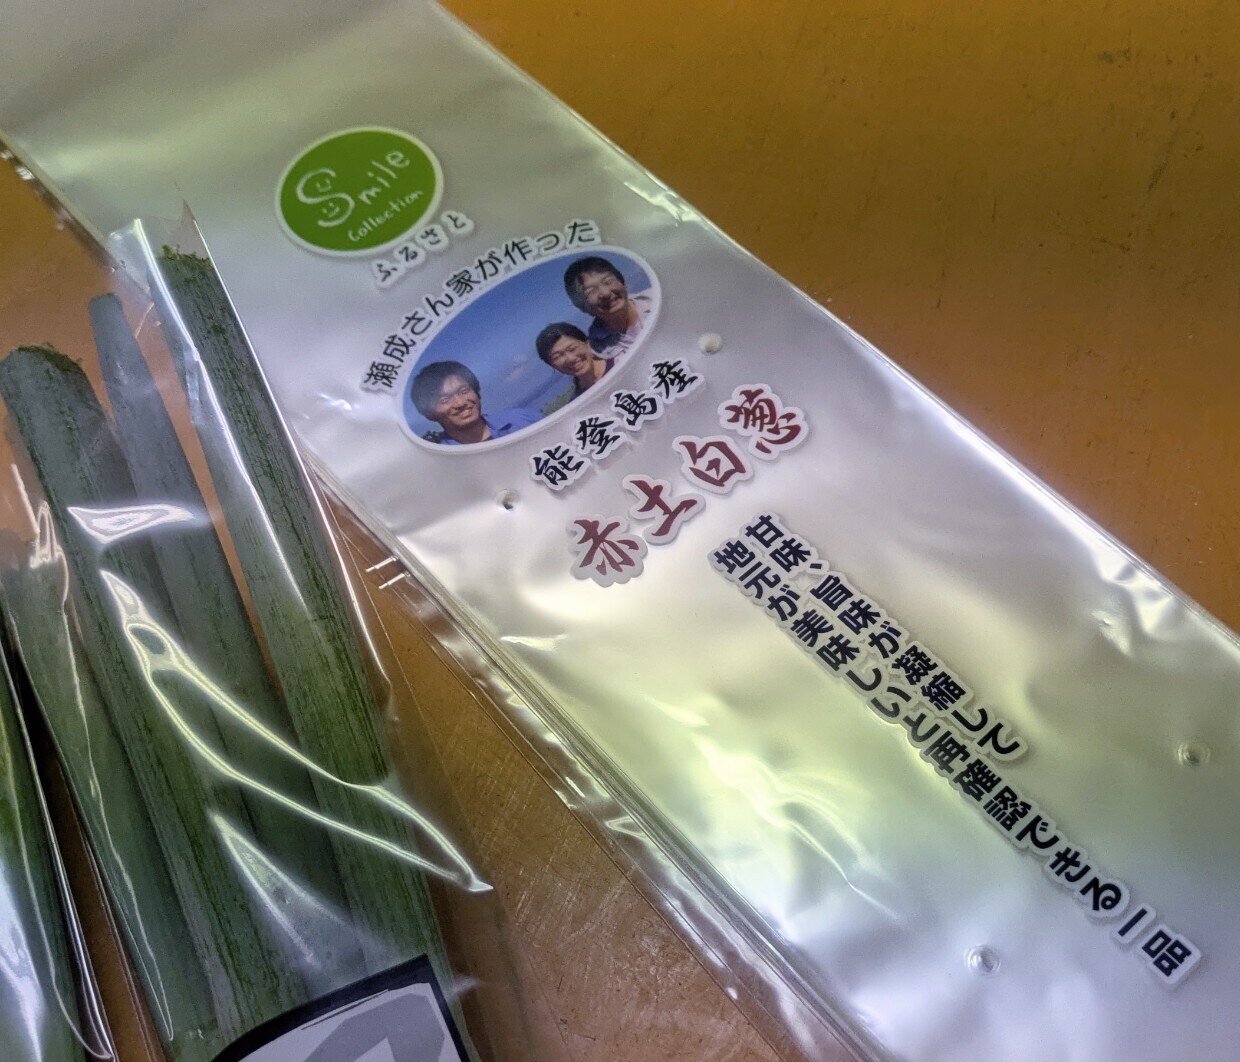 Smile
Collection
ふるさと
瀬成さん家が作った
能登島産
赤土白葱
甘味、旨味が凝縮して
地元が美味しいと再確認できる一品